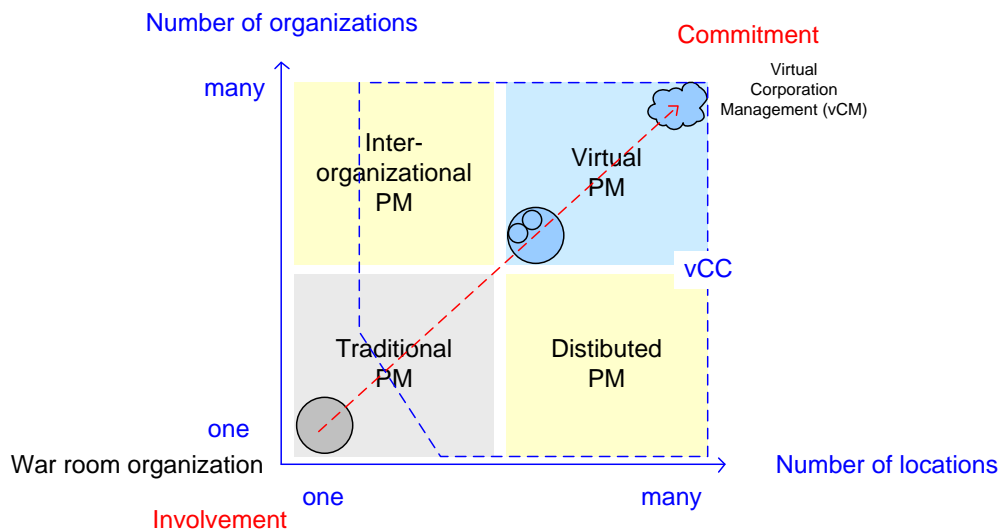 Number of organizations
Commitment
Virtual
Corporation
Management (vCM)
many
Inter-
organizational
PM
Virtual
PM
vCC
Traditional
PM
Distibuted
PM
one
War room organization
Number of locations
one
many
Involvement